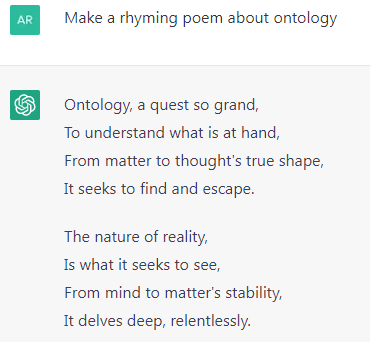 AR
Make a rhyming poem about ontology
Ontology, a quest so grand,
To understand what is at hand,
From matter to thought's true shape,
It seeks to find and escape.
The nature of reality,
Is what it seeks to see,
From mind to matter's stability,
It delves deep, relentlessly.